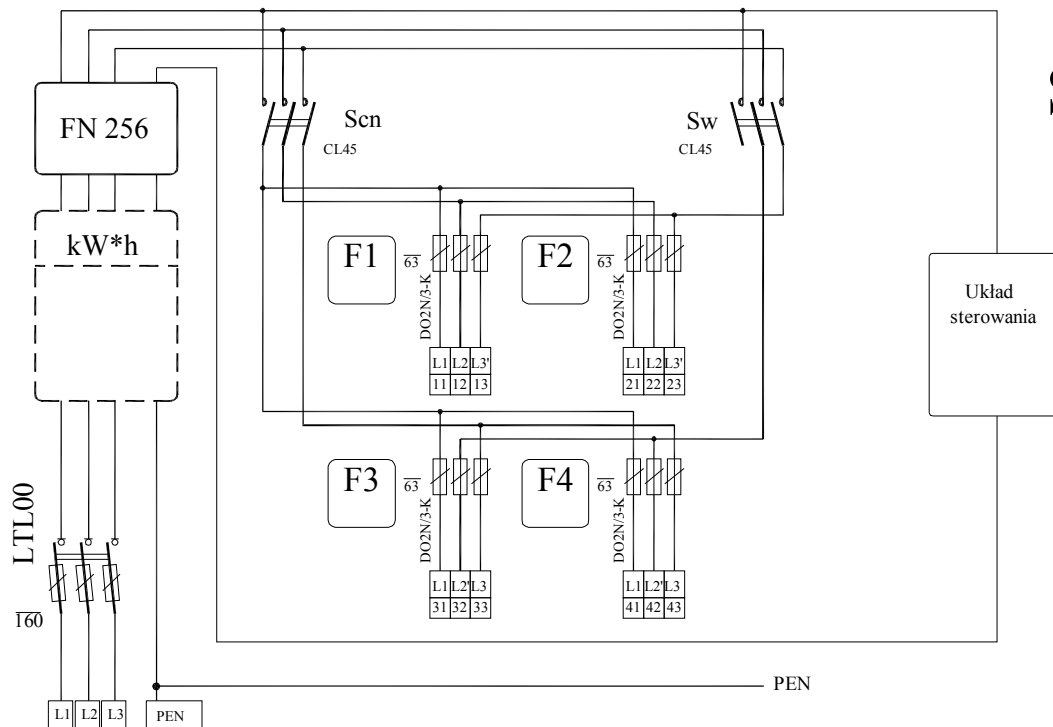 FN 256
Scn
CL45
Sw
CL45
kW*h
F1
63
DO2N/3-K
F2
63
DO2N/3-K
Układ
sterowania
L1 L2 L3' L1 L2 L3'
11 12 13 21 22 23
F3
63
DO2N/3-K
F4
63
DO2N/3-K
LTL00
160
L1 L2' L3 L1 L2' L3
31 32 33 41 42 43
PEN
L1 L2 L3 PEN